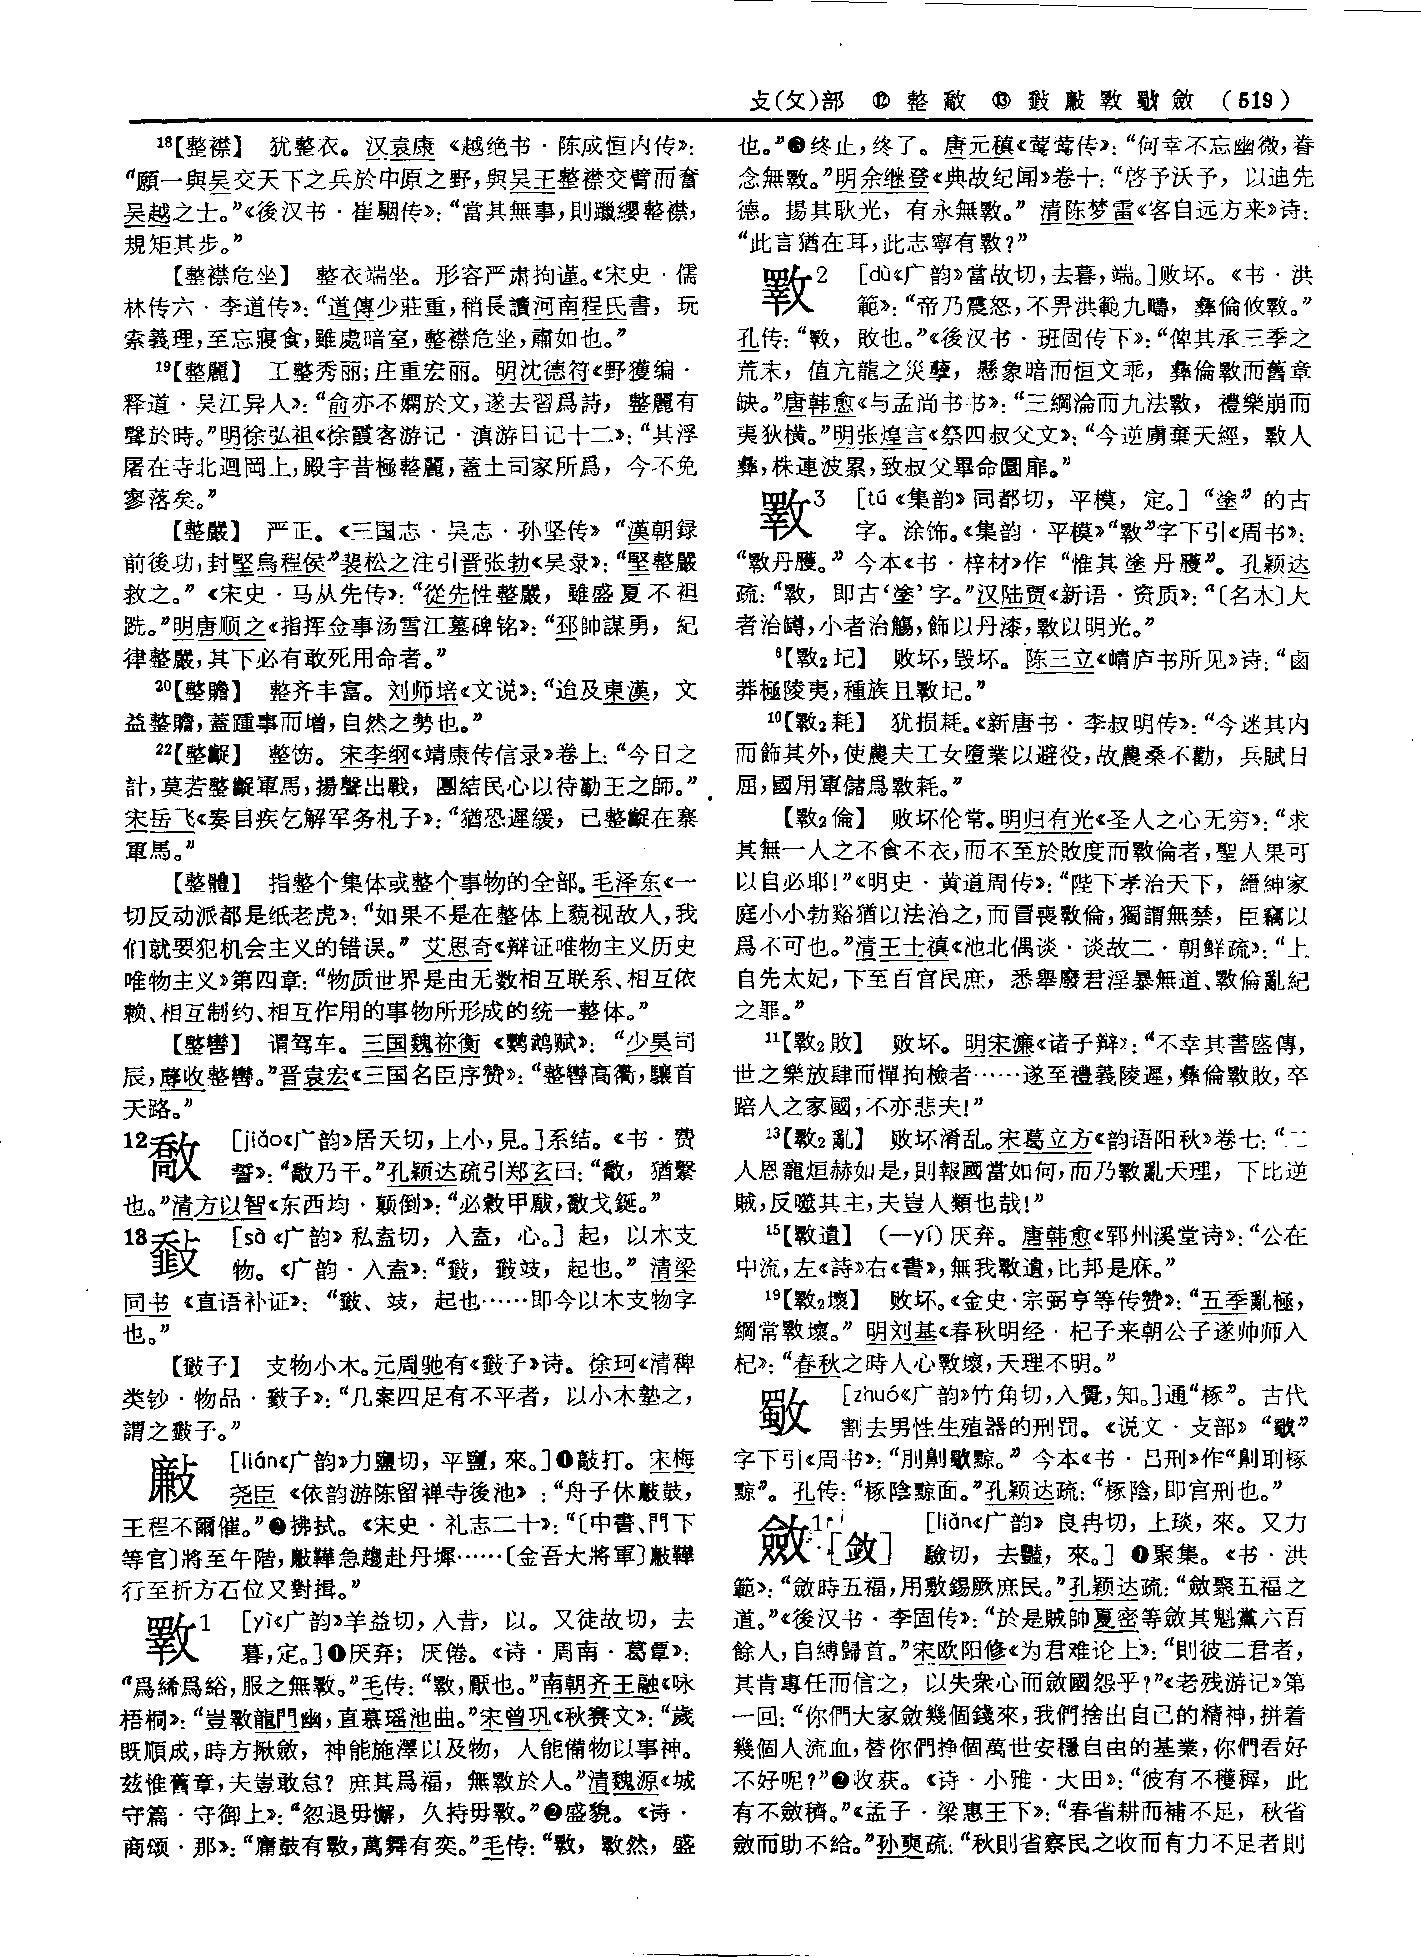 攴(攵)部 ⑫ 整 敿 ⑬ 𢿨 㪘 斁 斀 斂 (519)
18【整襟】 犹整衣。汉袁康《越绝书·陈成恒内传》:
“願一與吴交天下之兵於中原之野,與吴王整襟交臂而奮
吴越之士。”《後汉书·崔駰传》:“當其無事,則躐纓整襟,
規矩其步。”
【整襟危坐】 整衣端坐。形容严肃拘谨。《宋史·儒
林传六·李道传》:“道傳少莊重,稍長讀河南程氏書,玩
索義理,至忘寢食,雖處暗室,整襟危坐,肅如也。”
19【整麗】 工整秀丽;庄重宏丽。明沈德符《野獲编·
释道·吴江异人》:“俞亦不嫻於文,遂去習爲詩,整麗有
聲於時。”明徐弘祖《徐霞客游记·滇游日记十二》:“其浮
屠在寺北迴岡上,殿宇昔極整麗,蓋土司家所爲,今不免
寥落矣。”
【整嚴】 严正。《三国志·吴志·孙坚传》“漢朝録
前後功,封堅烏程侯”裴松之注引晋张勃《吴录》:“堅整嚴
救之。”《宋史·马从先传》:“從先性整嚴,雖盛夏不袒
跣。”明唐顺之《指挥佥事汤雪江墓碑铭》:“邳帥謀勇,紀
律整嚴,其下必有敢死用命者。”
20【整贍】 整齐丰富。刘师培《文说》:“迨及東漢,文
益整贍,蓋踵事而增,自然之勢也。”
22【整龊】 整饬。宋李纲《靖康传信录》卷上:“今日之
計,莫若整龊軍馬,揚聲出戰,團結民心以待勤王之師。”
宋岳飞《奏目疾乞解军务札子》:“猶恐遲缓,已整龊在寨
軍馬。”
【整體】 指整个集体或整个事物的全部。毛泽东《一
切反动派都是纸老虎》:“如果不是在整体上藐视敌人,我
们就要犯机会主义的错误。”艾思奇《辩证唯物主义历史
唯物主义》第四章:“物质世界是由无数相互联系、相互依
赖、相互制约、相互作用的事物所形成的统一整体。”
【整轡】 谓驾车。三国魏祢衡《鹦鹉赋》:“少昊司
辰,蓐收整轡。”晋袁宏《三国名臣序赞》:“整轡高衢,驤首
天路。”
12敿 [jiǎo《广韵》居夭切,上小,見。]系结。《书·费
誓》:“敿乃干。”孔颖达疏引郑玄曰:“敿,猶繫
也。”清方以智《东西均·颠倒》:“必敹甲瞂,敿戈鋋。”
13𢿨 [sà《广韵》私盍切,入盍,心。] 起,以木支
物。《广韵·入盍》:“𢿨,𢿨攱,起也。”清梁
同书《直语补证》:“𢿨、攱,起也……即今以木支物字
也。”
【𢿨子】 支物小木。元周驰有《𢿨子》诗。徐珂《清稗
类钞·物品·𢿨子》:“几案四足有不平者,以小木墊之,
謂之𢿨子。”
㪘 [lián《广韵》力鹽切,平鹽,來。]❶敲打。宋梅
尧臣《依韵游陈留禅寺後池》:“舟子休㪘鼓,
王程不爾催。”❷拂拭。《宋史·礼志二十》:“〔中書、門下
等官〕將至午階,㪘鞾急趨赴丹墀……〔金吾大將軍〕㪘鞾
行至折方石位又對揖。”
斁1 [yì《广韵》羊益切,入昔,以。又徒故切,去
暮,定。]❶厌弃;厌倦。《诗·周南·葛覃》:
“爲絺爲綌,服之無斁。”毛传:“斁,厭也。”南朝齐王融《咏
梧桐》:“豈斁龍門幽,直慕瑶池曲。”宋曾巩《秋赛文》:“歲
既順成,時方揪斂,神能施澤以及物,人能備物以事神。
兹惟舊章,夫豈敢怠?庶其爲福,無斁於人。”清魏源《城
守篇·守御上》:“忽退毋懈,久持毋斁。”❷盛貌。《诗·
商颂·那》:“庸鼓有斁,萬舞有奕。”毛传:“斁,斁然,盛
也。”❸终止,终了。唐元稹《莺莺传》:“何幸不忘幽微,眷
念無斁。”明余继登《典故纪闻》卷十:“啓予沃予,以迪先
德。揚其耿光,有永無斁。”清陈梦雷《客自远方来》诗:
“此言猶在耳,此志寧有斁?”
斁2 [dù《广韵》當故切,去暮,端。]败坏。《书·洪
範》:“帝乃震怒,不畀洪範九疇,彝倫攸斁。”
孔传:“斁,敗也。”《後汉书·班固传下》:“俾其承三季之
荒末,值亢龍之災孽,懸象暗而恒文乖,彝倫斁而舊章
缺。”唐韩愈《与孟尚书书》:“三綱淪而九法斁,禮樂崩而
夷狄橫。”明张煌言《祭四叔父文》:“今逆虜棄天經,斁人
彝,株連波累,致叔父畢命圜扉。”
斁3 [tú《集韵》同都切,平模,定。]“塗”的古
字。涂饰。《集韵·平模》“斁”字下引《周书》:
“斁丹雘。”今本《书·梓材》作“惟其塗丹雘”。孔颖达
疏:“斁,即古‘塗’字。”汉陆贾《新语·资质》:“〔名木〕大
者治罇,小者治觴,飾以丹漆,斁以明光。”
6【斁2圮】 败坏,毁坏。陈三立《崝庐书所见》诗:“鹵
莽極陵夷,種族且斁圮。”
10【斁2耗】 犹损耗。《新唐书·李叔明传》:“今迷其内
而飾其外,使農夫工女墮業以避役,故農桑不勸,兵賦日
屈,國用軍儲爲斁耗。”
【斁2倫】 败坏伦常。明归有光《圣人之心无穷》:“求
其無一人之不食不衣,而不至於敗度而斁倫者,聖人果可
以自必耶!”《明史·黄道周传》:“陛下孝治天下,縉紳家
庭小小勃谿猶以法治之,而冒喪斁倫,獨謂無禁,臣竊以
爲不可也。”清王士禛《池北偶谈·谈故二·朝鲜疏》:“上
自先太妃,下至百官民庶,悉舉廢君淫暴無道、斁倫亂紀
之罪。”
11【斁2敗】 败坏。明宋濂《诸子辩》:“不幸其書盛傳,
世之樂放肆而憚拘檢者……遂至禮義陵遲,彝倫斁敗,卒
踣人之家國,不亦悲夫!”
13【斁2亂】 败坏淆乱。宋葛立方《韵语阳秋》卷七:“二
人恩寵烜赫如是,則報國當如何,而乃斁亂天理,下比逆
賊,反噬其主,夫豈人類也哉!”
15【斁遺】 (—yí) 厌弃。唐韩愈《郓州溪堂诗》:“公在
中流,左《詩》右《書》,無我斁遺,比邦是庥。”
19【斁2壞】 败坏。《金史·宗弼亨等传赞》:“五季亂極,
綱常斁壞。”明刘基《春秋明经·杞子来朝公子遂帅师入
杞》:“春秋之時人心斁壞,天理不明。”
斀 [zhuó《广韵》竹角切,入覺,知。]通“椓”。古代
割去男性生殖器的刑罚。《说文·攴部》“斀”
字下引《周书》:“刖劓斀黥。”今本《书·吕刑》作“劓刵椓
黥”。孔传:“椓陰黥面。”孔颖达疏:“椓陰,即宫刑也。”
斂1[敛] [liǎn《广韵》良冉切,上琰,來。又力
驗切,去豔,來。]❶聚集。《书·洪
範》:“斂時五福,用敷錫厥庶民。”孔颖达疏:“斂聚五福之
道。”《後汉书·李固传》:“於是賊帥夏密等斂其魁黨六百
餘人,自縛歸首。”宋欧阳修《为君难论上》:“則彼二君者,
其肯專任而信之,以失衆心而斂國怨乎?”《老残游记》第
一回:“你們大家斂幾個錢來,我們捨出自己的精神,拼着
幾個人流血,替你們挣個萬世安穩自由的基業,你們看好
不好呢?”❷收获。《诗·小雅·大田》:“彼有不穫穉,此
有不斂穧。”《孟子·梁惠王下》:“春省耕而補不足,秋省
斂而助不給。”孙奭疏:“秋則省察民之收而有力不足者則